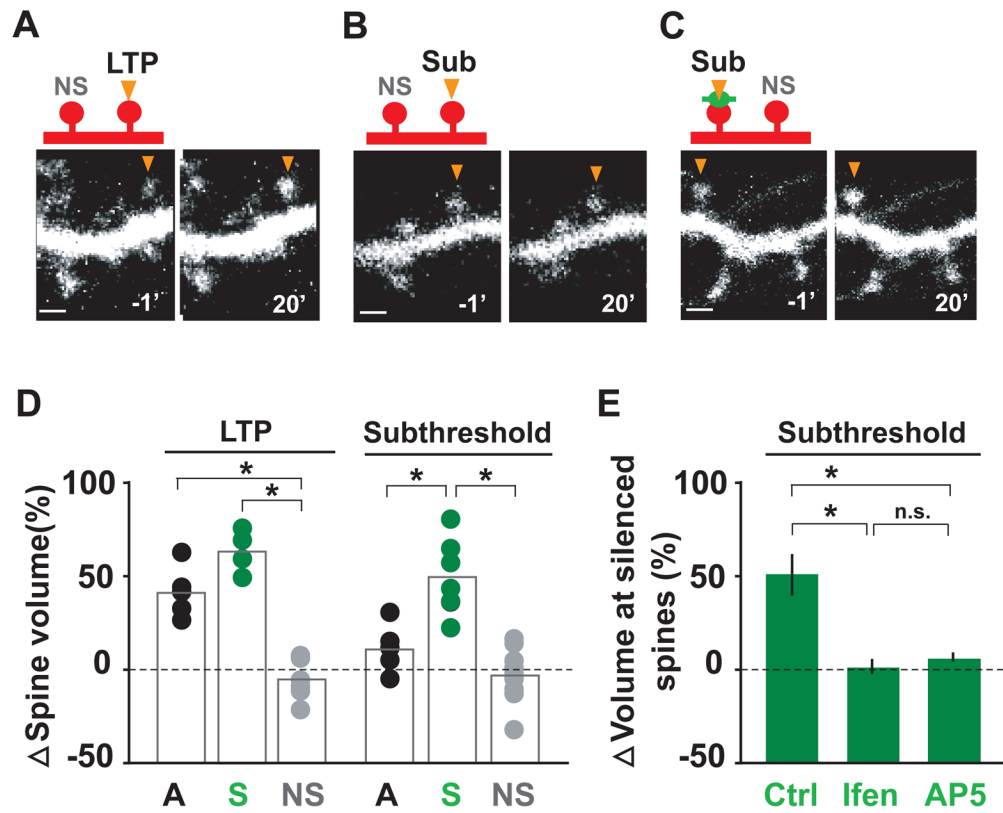 A
B
C
LTP
NS
Sub
NS
Sub
NS
-1’
20’
-1’
20’
-1’
20’
D
LTP
Subthreshold
*
*
*
*
Δ Spine volume(%)
100
50
0
-50
A
S
NS
A
S
NS
E
Subthreshold
*
*
n.s.
Δ Volume at silenced
spines (%)
100
50
0
-50
Ctrl
Ifen
AP5